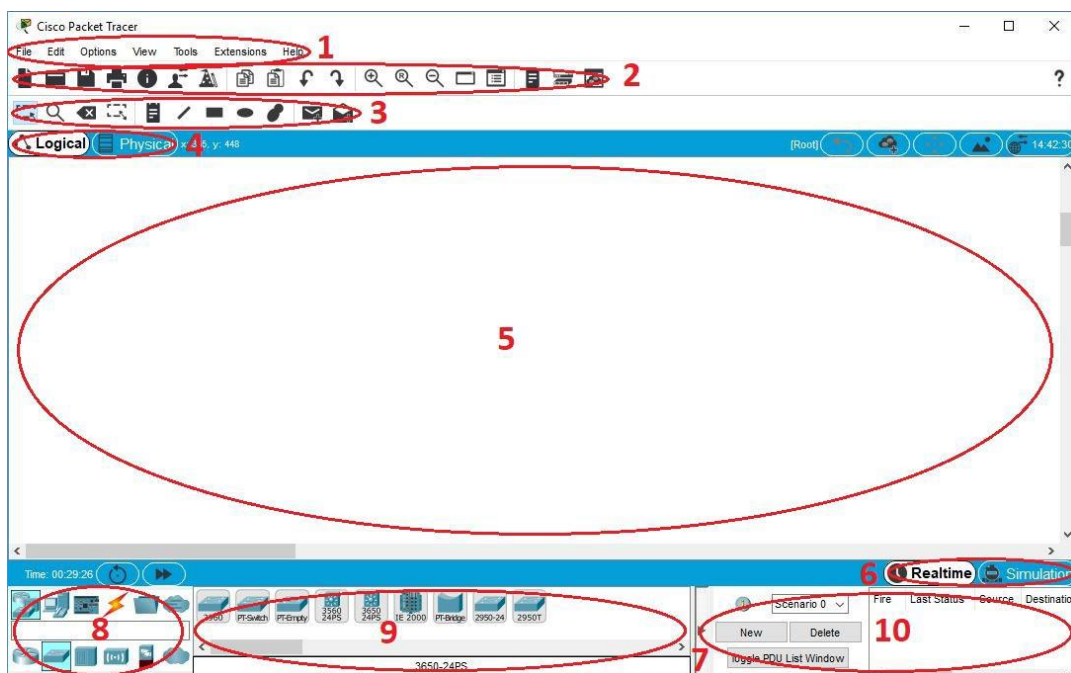 Cisco Packet Tracer
File Edit Options View Tools Extensions Help 1
2
?
3
Logical Physical 4 y: 448 [Root] 14:42:30
5
Time: 00:29:26 6 Realtime Simulation
8
3560 PT-Switch PT-Empty 3560 24PS 3650 24PS IE 2000 PT-Bridge 2950-24 2950T
9
3650-24PS
7
Scenario 0 Fire Last Status Source Destinatio
New Delete 10
Toggle PDU List Window